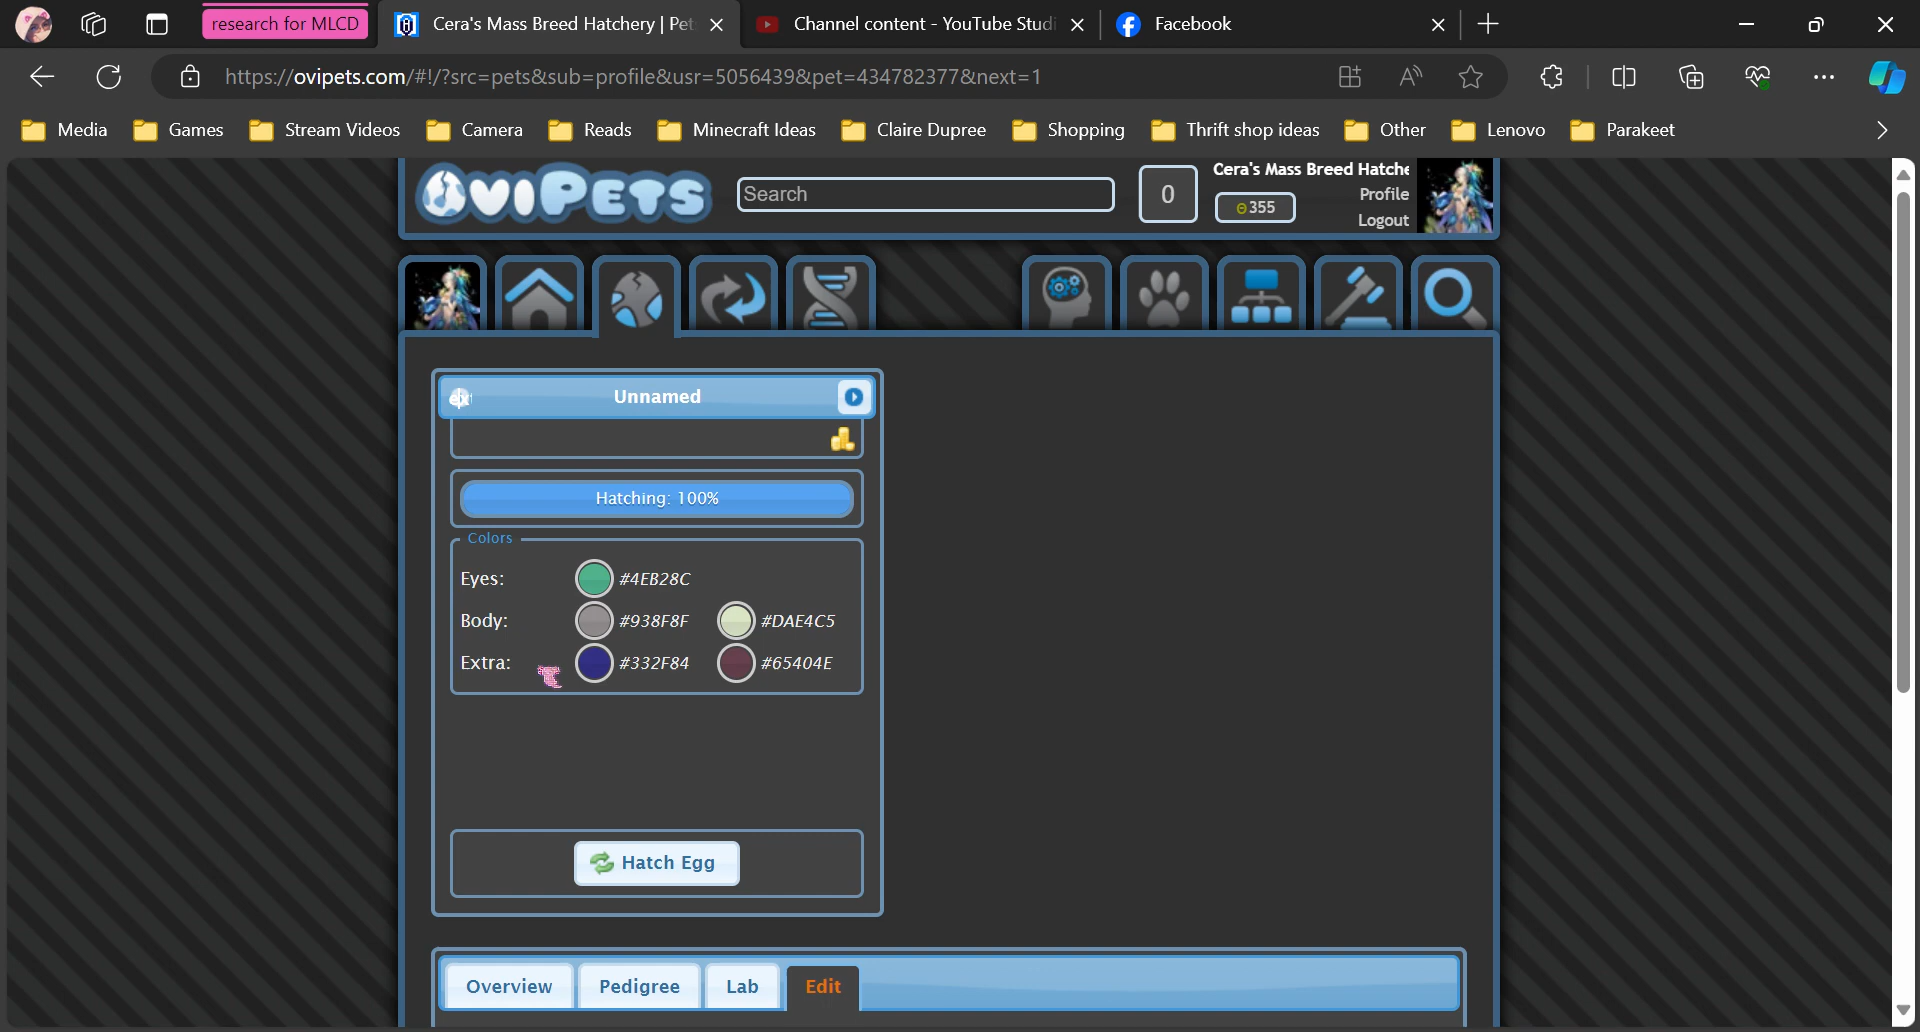 research for MLCD
Cera's Mass Breed Hatchery | Pet
Channel content - YouTube Studi
Facebook
https://ovipets.com/#!/?src=pets&sub=profile&usr=5056439&pet=434782377&next=1
Media Games Stream Videos Camera Reads Minecraft Ideas Claire Dupree Shopping Thrift shop ideas Other Lenovo Parakeet
OviPets
Search
0
Cera's Mass Breed Hatche
355
Profile
Logout
Unnamed
Hatching: 100%
Colors
Eyes: #4EB28C
Body: #938F8F #DAE4C5
Extra: #332F84 #65404E
Hatch Egg
Overview Pedigree Lab Edit